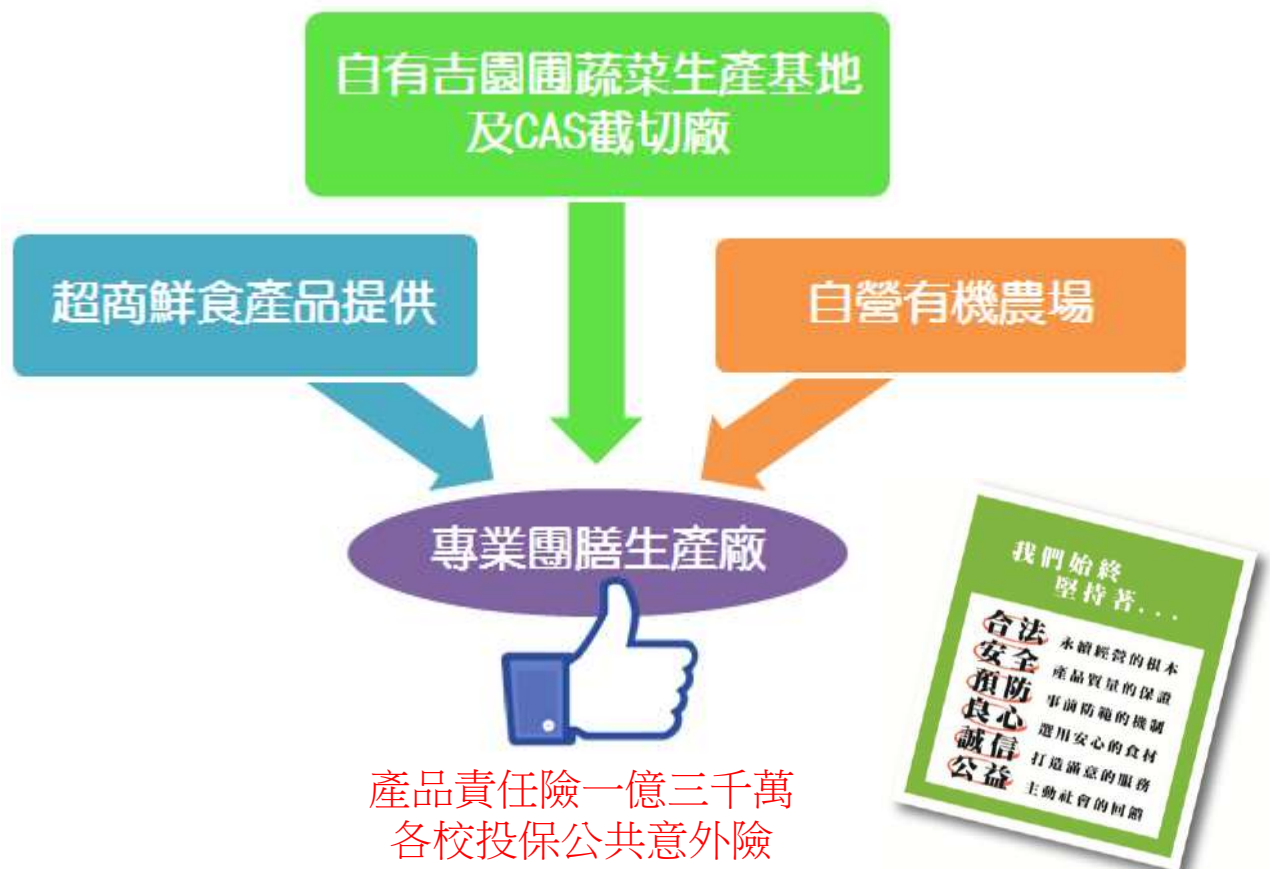 自有吉園圃蔬菜生產基地
及CAS截切廠
超商鮮食產品提供
自營有機農場
專業團膳生產廠
產品責任險一億三千萬
各校投保公共意外險
我們始終
堅持著...
合法 永續經營的根本
安全 產品質量的保證
預防 事前防範的機制
良心 選用安心的食材
誠信 打造滿意的服務
公益 主動社會的回饋